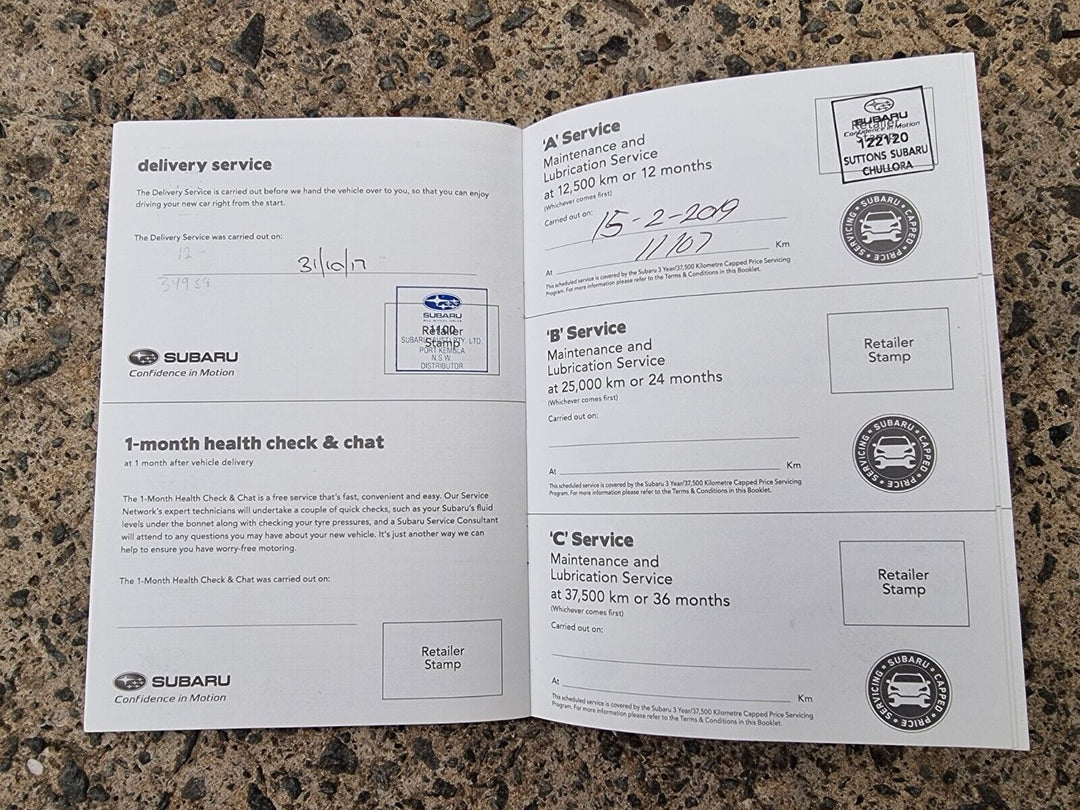 delivery service
The Delivery Service is carried out before we hand the vehicle over to you, so that you can enjoy
driving your new car right from the start.
The Delivery Service was carried out on:
12
31/10/17
SUBARU
1100
Retailer
Stamp
SUBARU (AUST) PTY. LTD.
PORT KEMBLA
N.S.W.
DISTRIBUTOR
SUBARU
Confidence in Motion
1-month health check & chat
at 1 month after vehicle delivery
The 1-Month Health Check & Chat is a free service that's fast, convenient and easy. Our Service
Network's expert technicians will undertake a couple of quick checks, such as your Subaru's fluid
levels under the bonnet along with checking your tyre pressures, and a Subaru Service Consultant
will attend to any questions you may have about your new vehicle. It's just another way we can
help to ensure you have worry-free motoring.
The 1-Month Health Check & Chat was carried out on:
Retailer
Stamp
SUBARU
Confidence in Motion
'A' Service
Maintenance and
Lubrication Service
at 12,500 km or 12 months
(Whichever comes first)
Carried out on: 15-2-2019
At 11107 Km
This scheduled service is covered by the Subaru 3 Year/37,500 Kilometre Capped Price Servicing
Program. For more information please refer to the Terms & Conditions in this Booklet.
SUBARU
Confidence in Motion
Retailer
Stamp
122120
SUTTONS SUBARU
CHULLORA
SUBARU CAPPED PRICE SERVICING
'B' Service
Maintenance and
Lubrication Service
at 25,000 km or 24 months
(Whichever comes first)
Carried out on:
At Km
This scheduled service is covered by the Subaru 3 Year/37,500 Kilometre Capped Price Servicing
Program. For more information please refer to the Terms & Conditions in this Booklet.
Retailer
Stamp
SUBARU CAPPED PRICE SERVICING
'C' Service
Maintenance and
Lubrication Service
at 37,500 km or 36 months
(Whichever comes first)
Carried out on:
At Km
This scheduled service is covered by the Subaru 3 Year/37,500 Kilometre Capped Price Servicing
Program. For more information please refer to the Terms & Conditions in this Booklet.
Retailer
Stamp
SUBARU CAPPED PRICE SERVICING